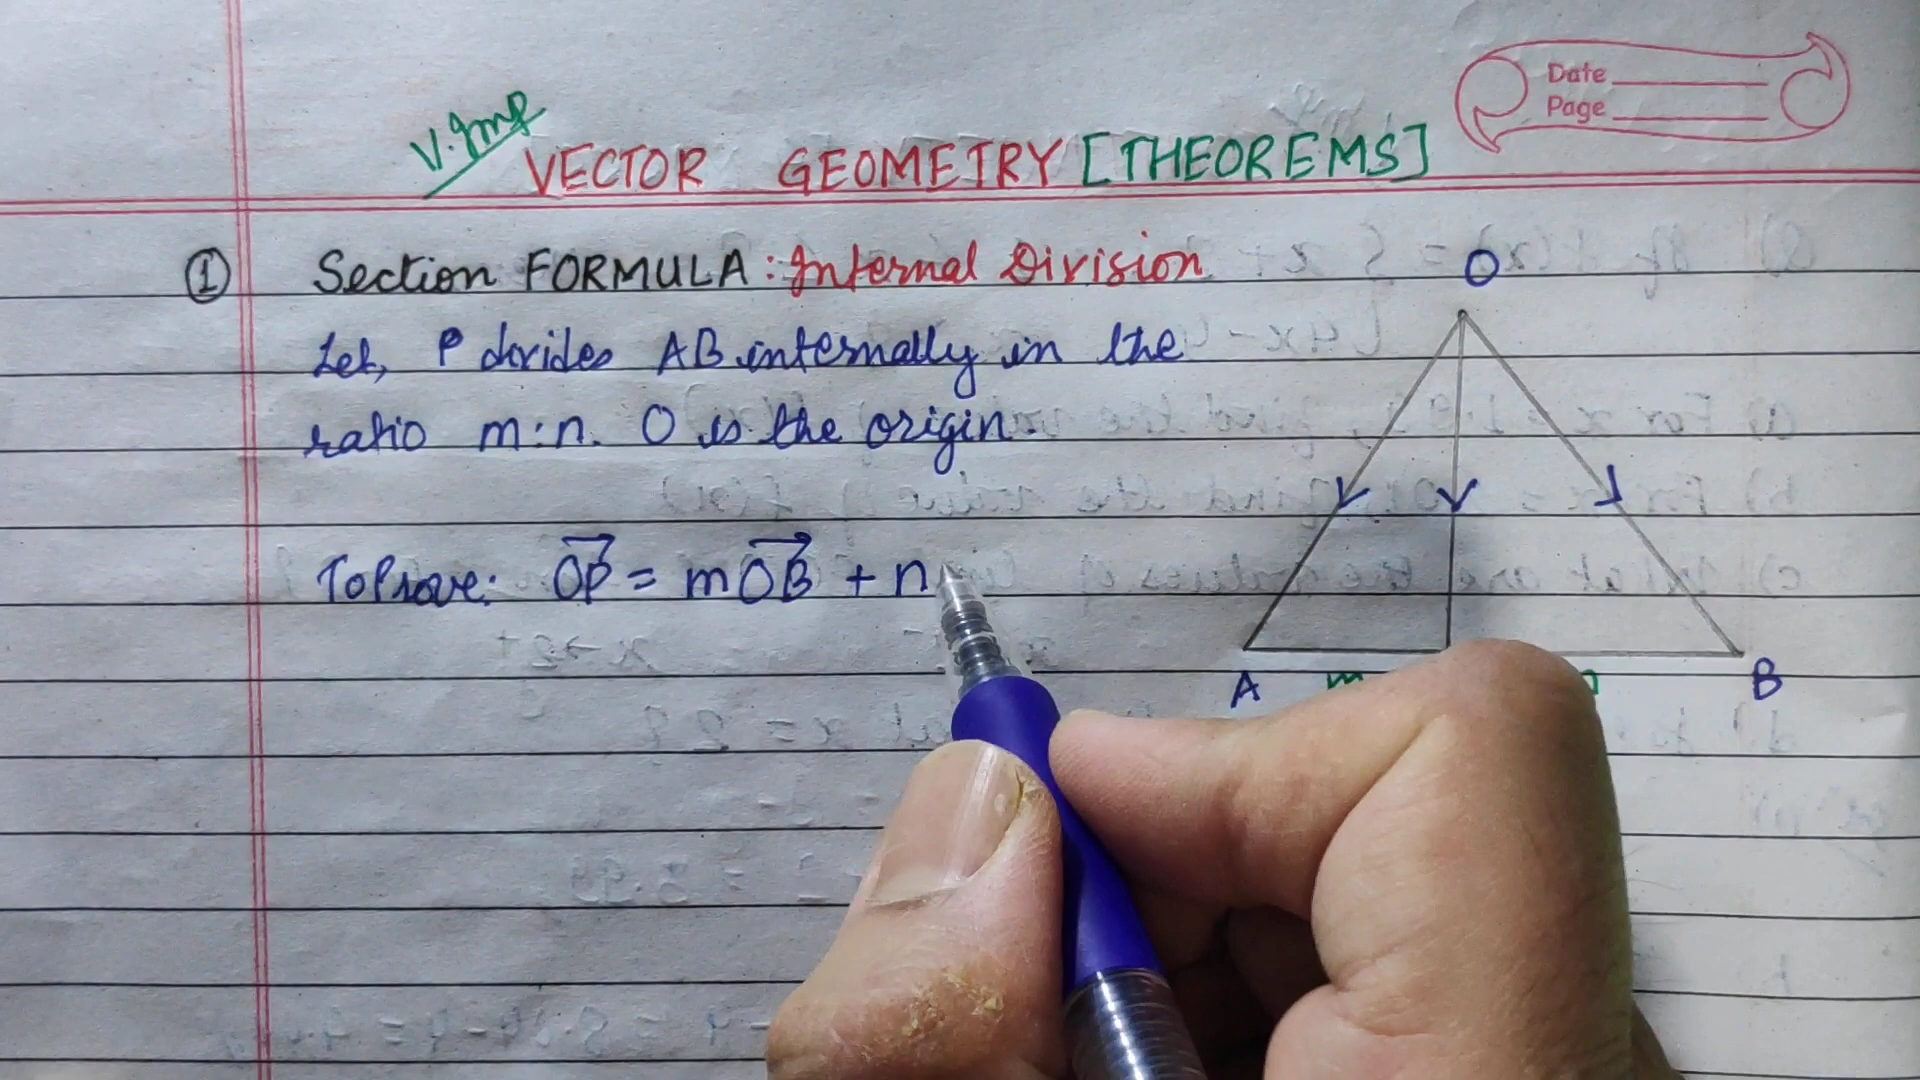 Date
Page
V. Imp
VECTOR GEOMETRY [THEOREMS]
① Section FORMULA: Internal Division
O
Let, P divides AB internally in the
ratio m:n. O is the origin.
To Prove: OP = mOB + n
A m n B